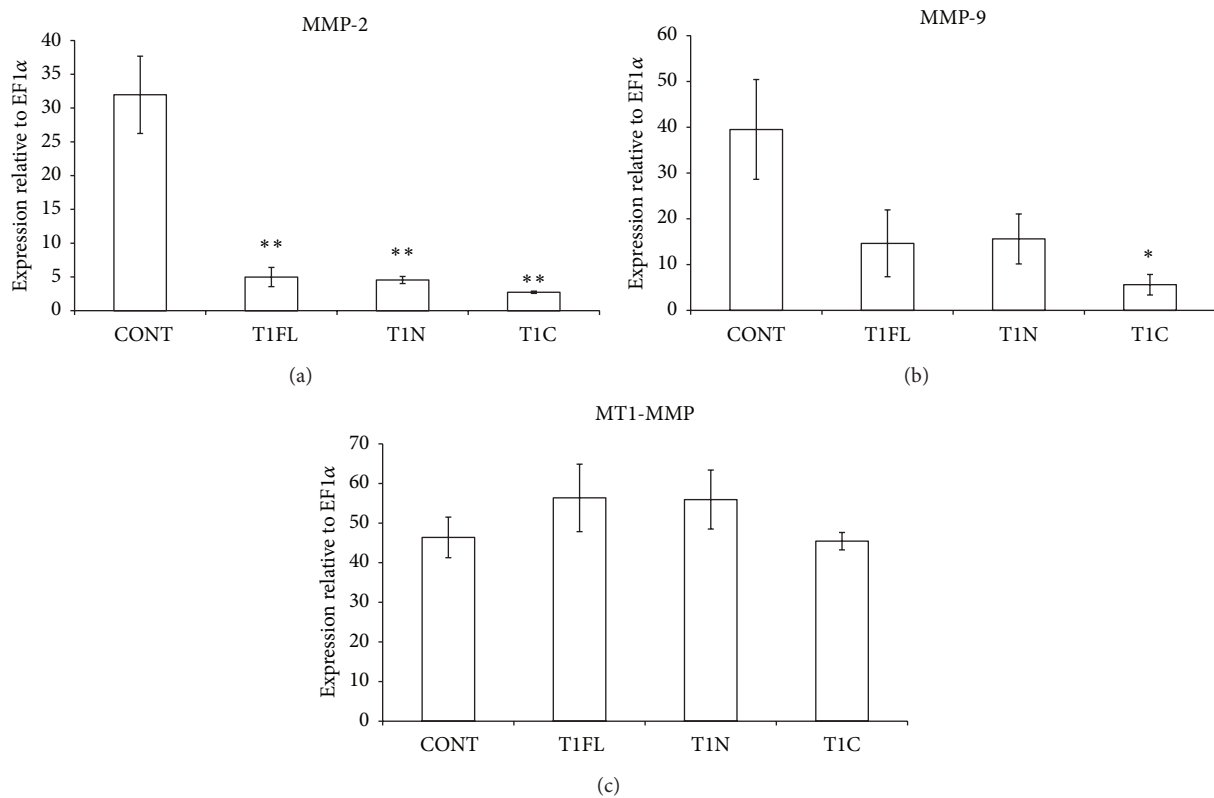 MMP-2
Expression relative to EF1α
40
35
30
25
20
15
10
5
0
**
**
**
CONT T1FL T1N T1C
(a)
MMP-9
Expression relative to EF1α
60
50
40
30
20
10
0
*
CONT T1FL T1N T1C
(b)
MT1-MMP
Expression relative to EF1α
70
60
50
40
30
20
10
0
CONT T1FL T1N T1C
(c)